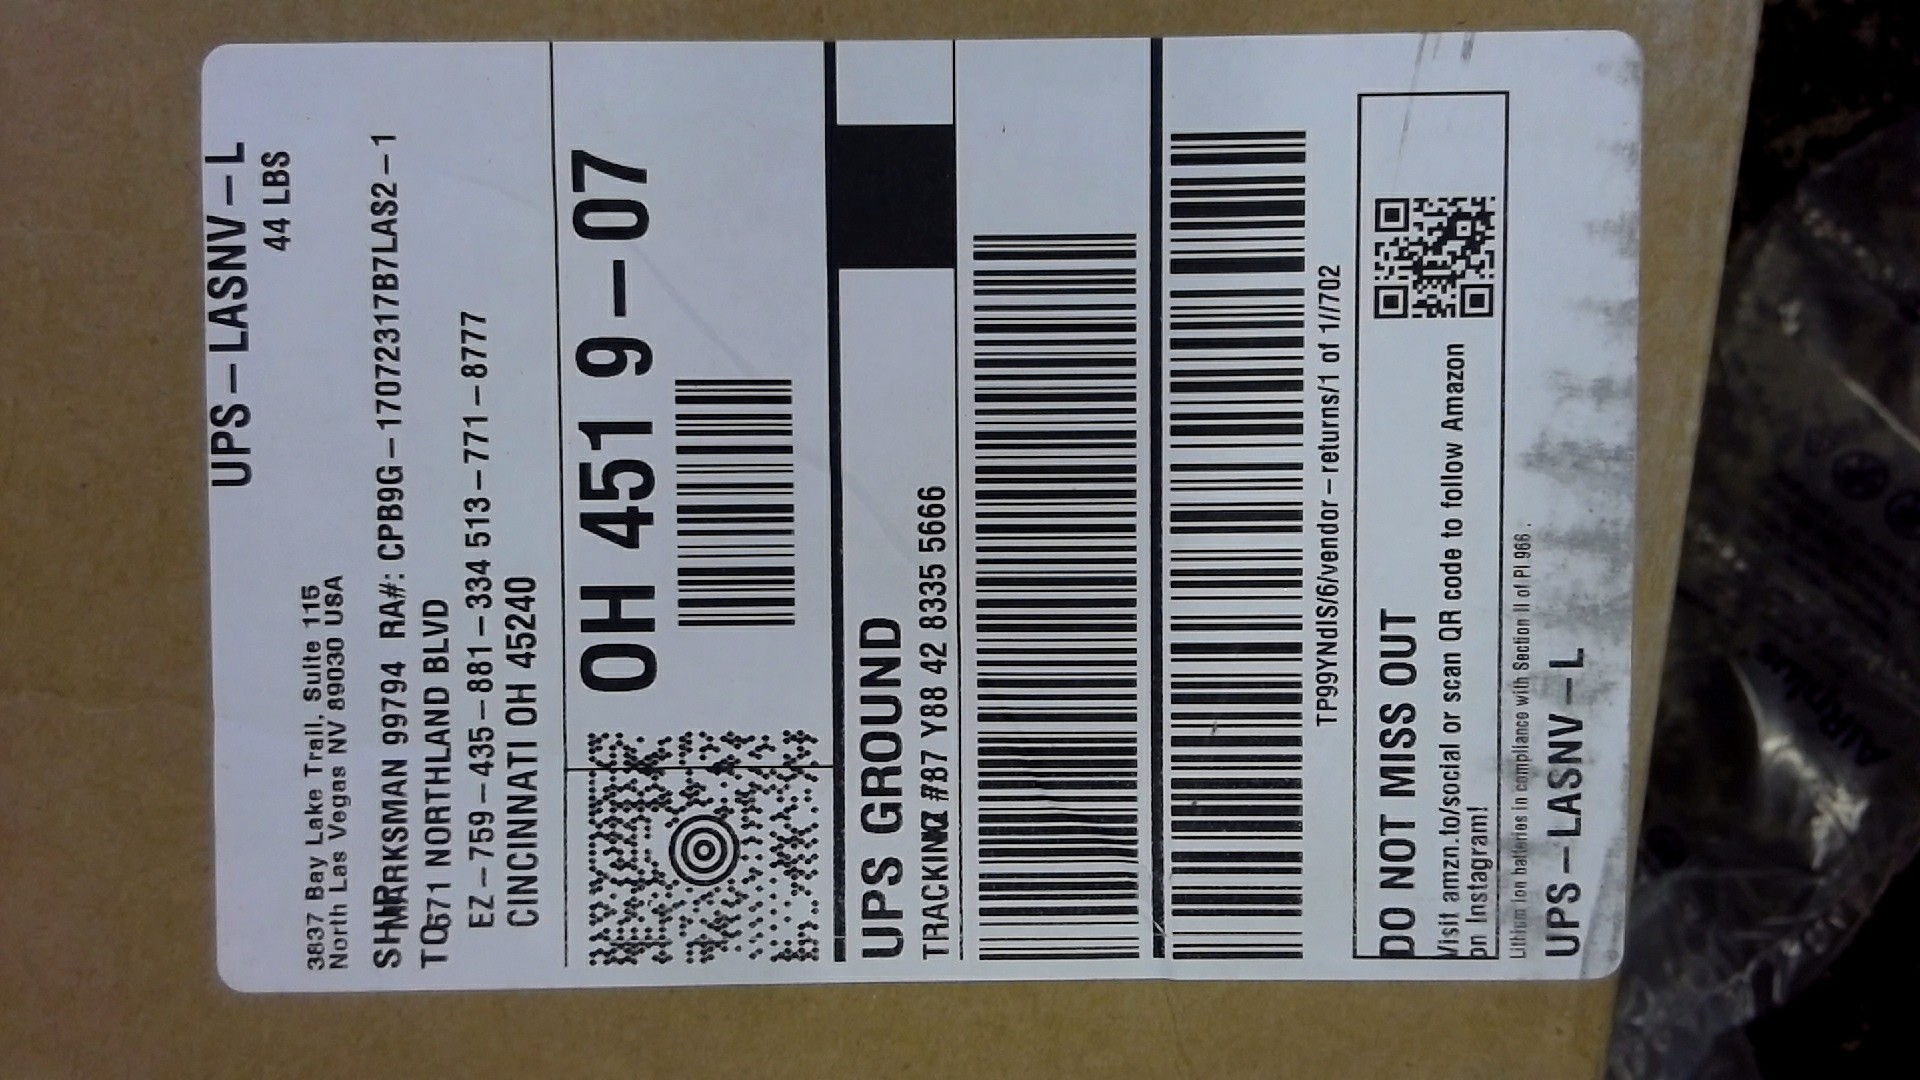 UPS-LASNV-L
44 LBS
3837 Bay Lake Trail, Suite 115
North Las Vegas NV 89030 USA
MARKSMAN 99794 RA#: CPB9G-17072317B7LAS2-1
NORTHLAND BLVD
EZ-759-435-881-334 513-771-8777
CINCINNATI OH 45240
OH 451 9-07
UPS GROUND
TRACKING #87 Y88 42 8335 5666
TP99YNdlS/6/vendor-returns/1 of 1//702
DO NOT MISS OUT
Visit amzn.to/social or scan QR code to follow Amazon
on Instagram!
Lithium Ion batteries in compliance with Section II of PI 966.
UPS-LASNV-L
AIRplus